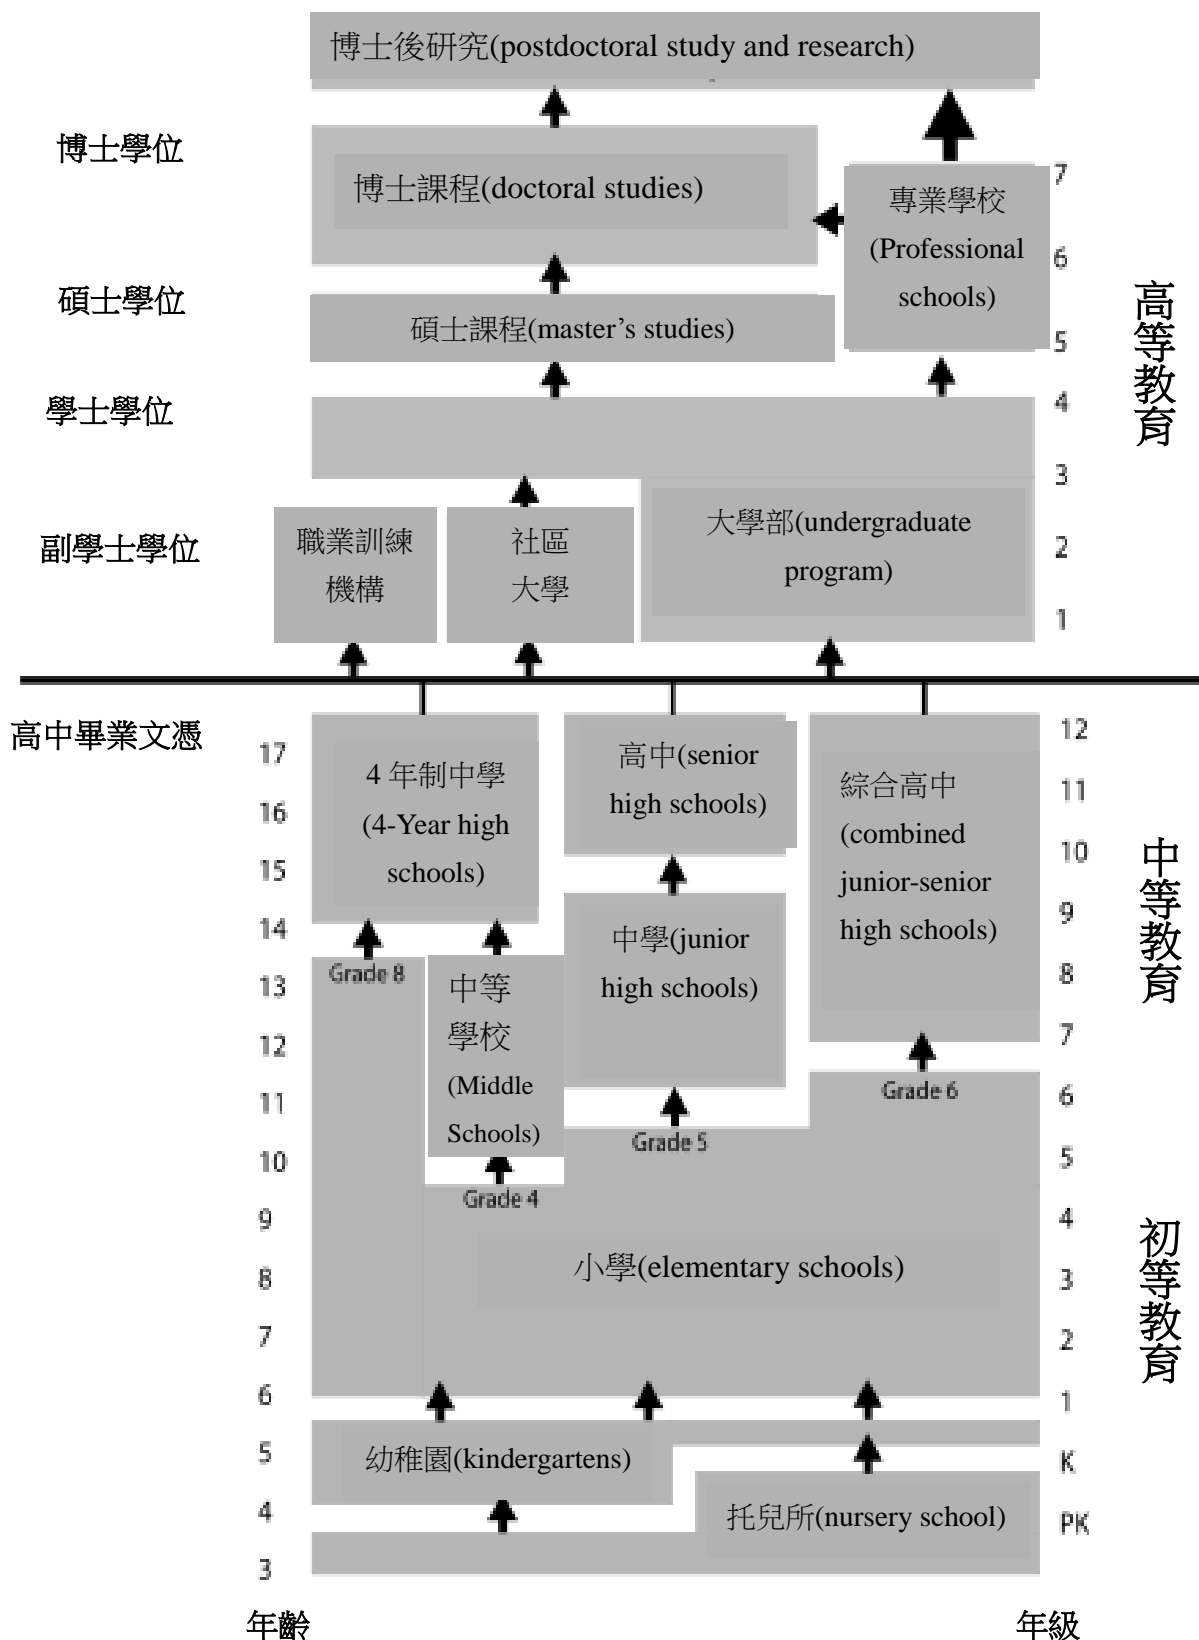 博士後研究(postdoctoral study and research)
博士學位
博士課程(doctoral studies)
7
專業學校
(Professional
schools)
6
碩士學位
碩士課程(master's studies)
5
高等教育
學士學位
4
3
副學士學位
職業訓練
機構
社區
大學
大學部(undergraduate
program)
2
1
高中畢業文憑
17
16
15
14
13
12
11
10
9
8
7
6
5
4
3
年齡
4 年制中學
(4-Year high
schools)
高中(senior
high schools)
綜合高中
(combined
junior-senior
high schools)
中學(junior
high schools)
Grade 8
中等
學校
(Middle
Schools)
Grade 6
Grade 5
Grade 4
小學(elementary schools)
幼稚園(kindergartens)
托兒所(nursery school)
12
11
10
9
8
7
6
5
4
3
2
1
K
PK
年級
中等教育
初等教育